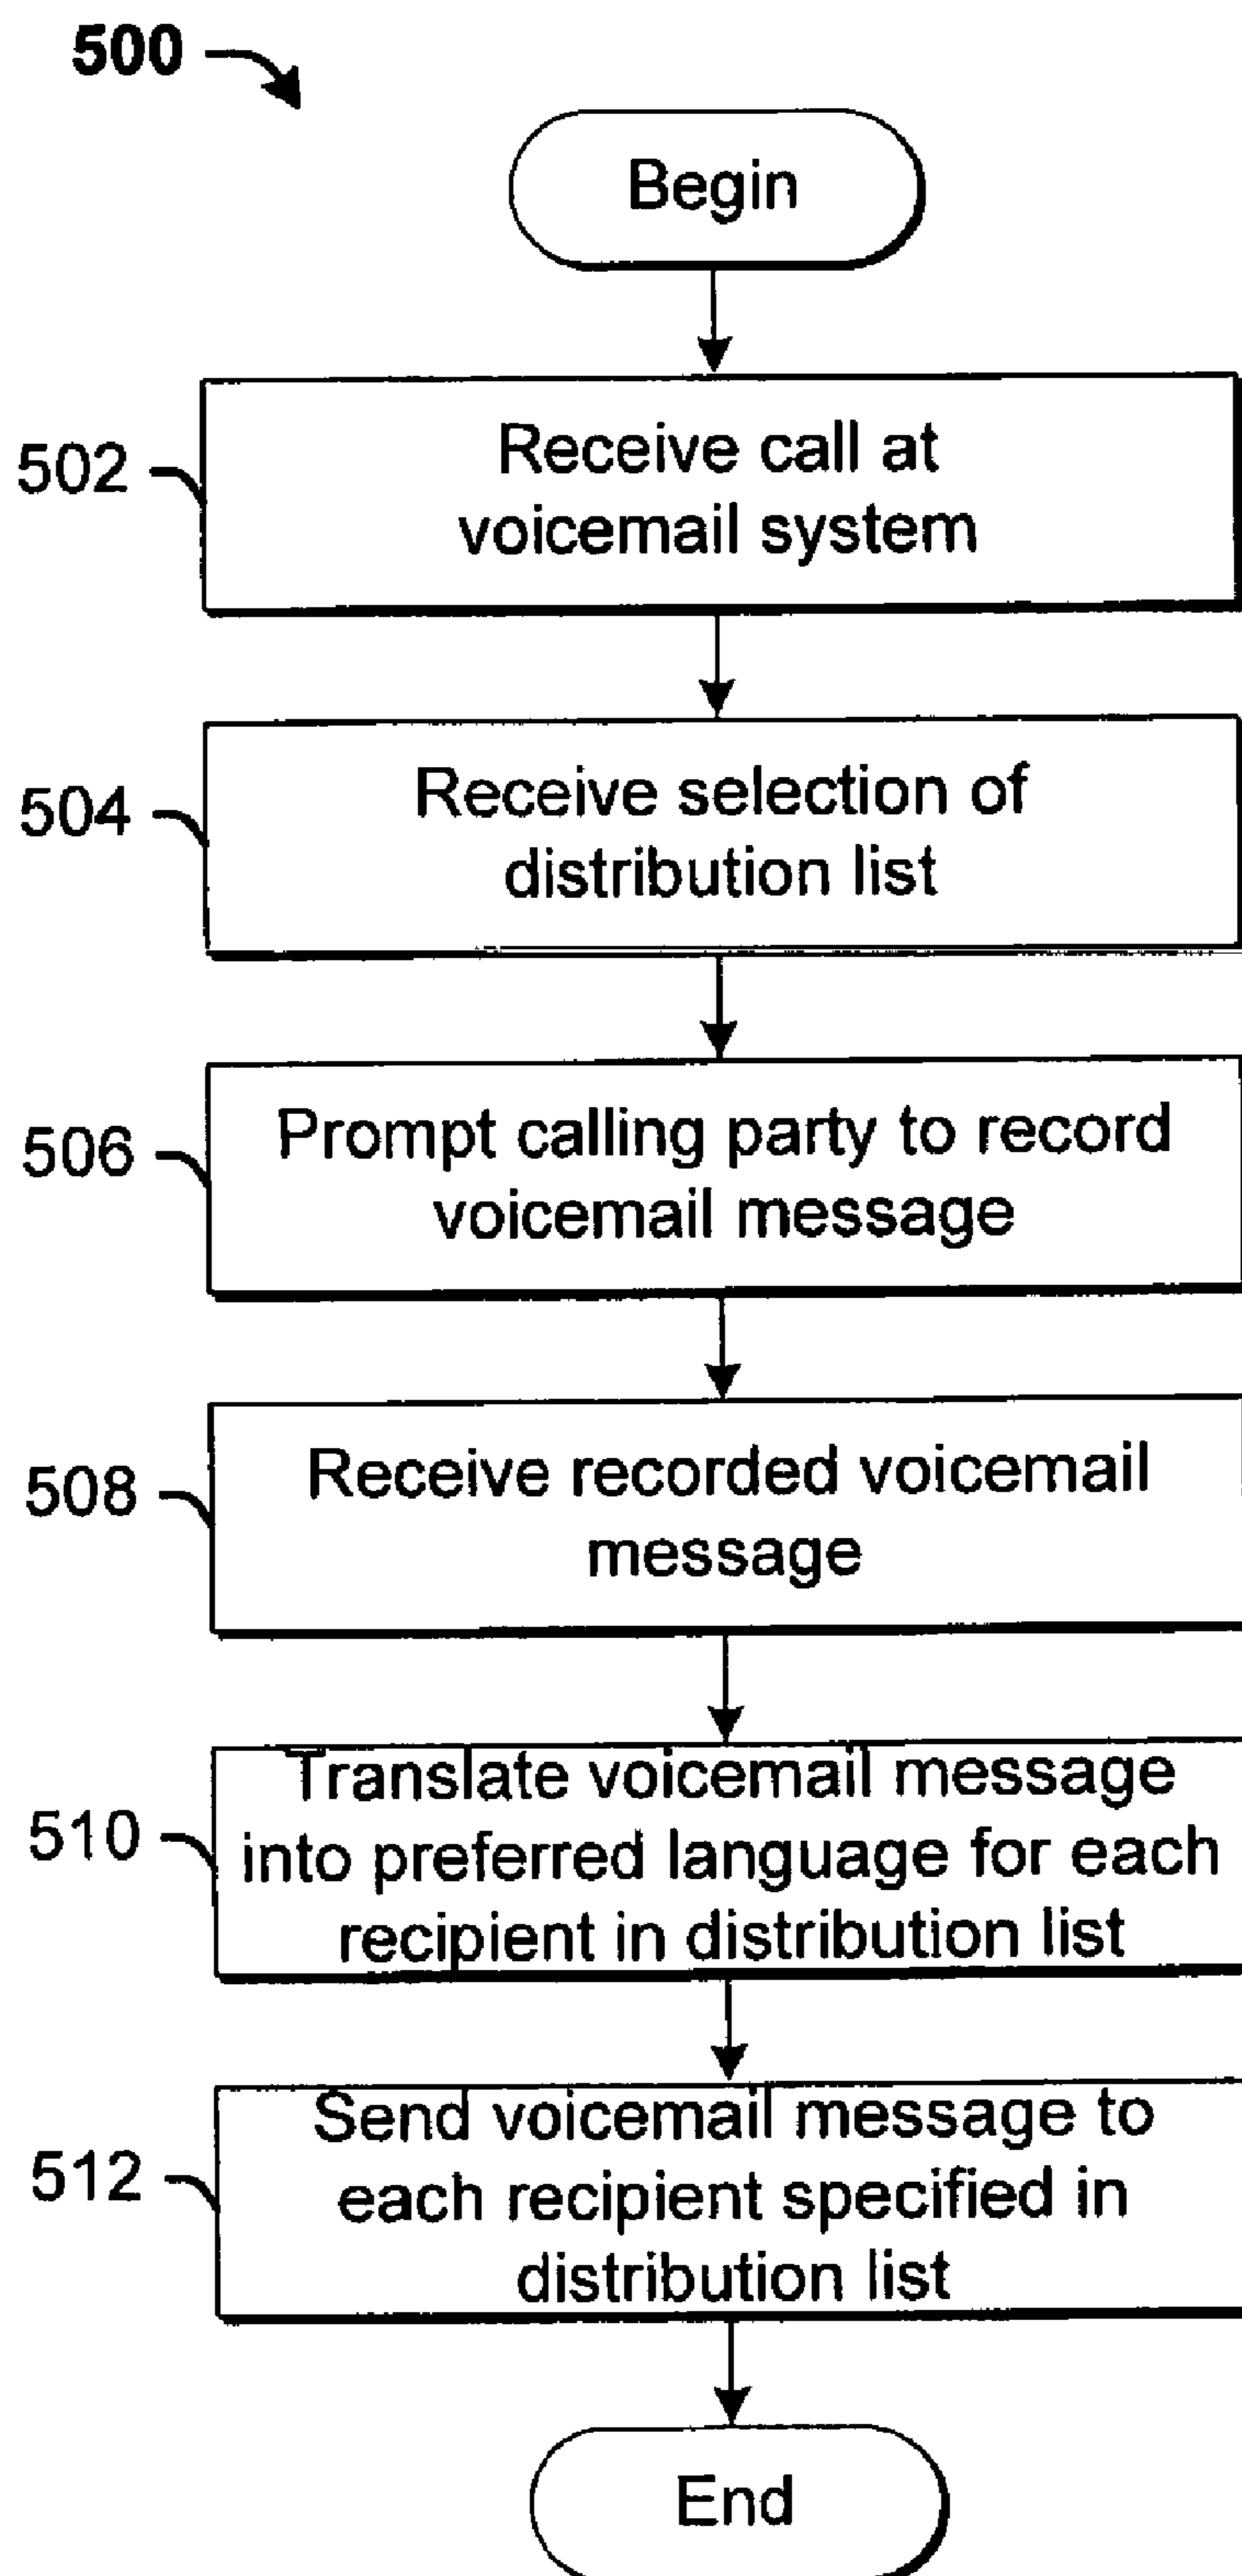 500
Begin
502
Receive call at
voicemail system
504
Receive selection of
distribution list
506
Prompt calling party to record
voicemail message
508
Receive recorded voicemail
message
510
Translate voicemail message
into preferred language for each
recipient in distribution list
512
Send voicemail message to
each recipient specified in
distribution list
End